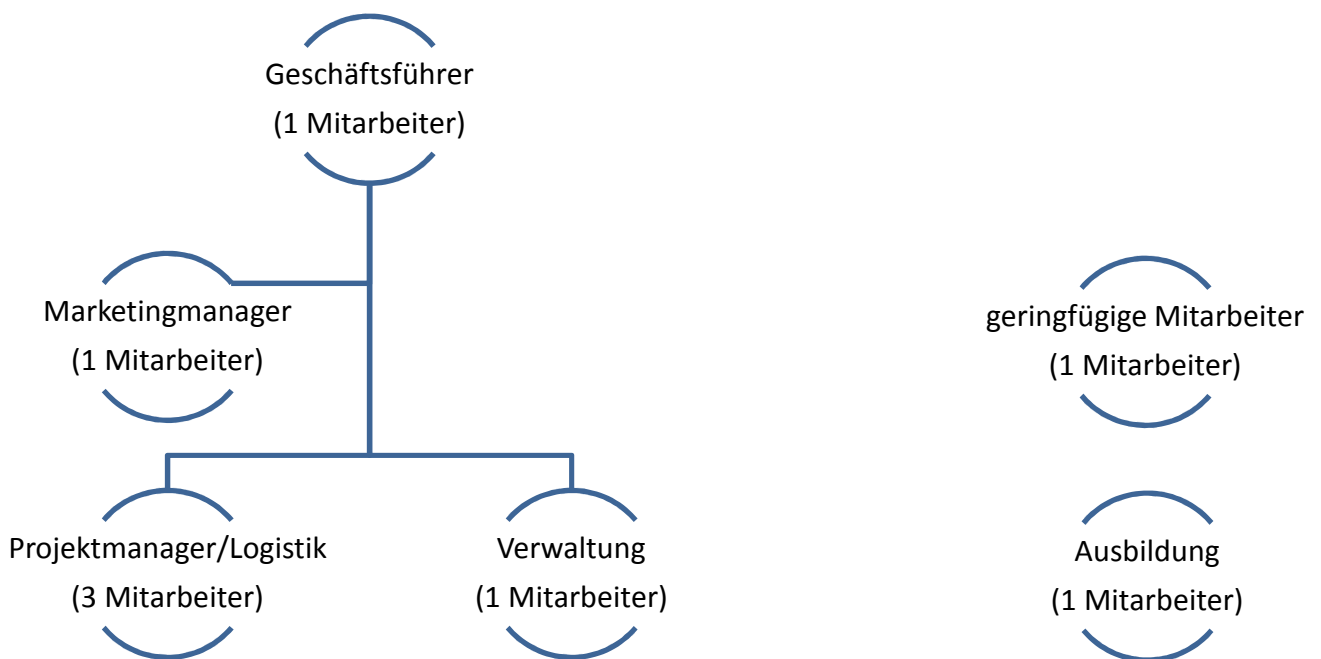 Geschäftsführer
(1 Mitarbeiter)
Marketingmanager
(1 Mitarbeiter)
geringfügige Mitarbeiter
(1 Mitarbeiter)
Projektmanager/Logistik
(3 Mitarbeiter)
Verwaltung
(1 Mitarbeiter)
Ausbildung
(1 Mitarbeiter)